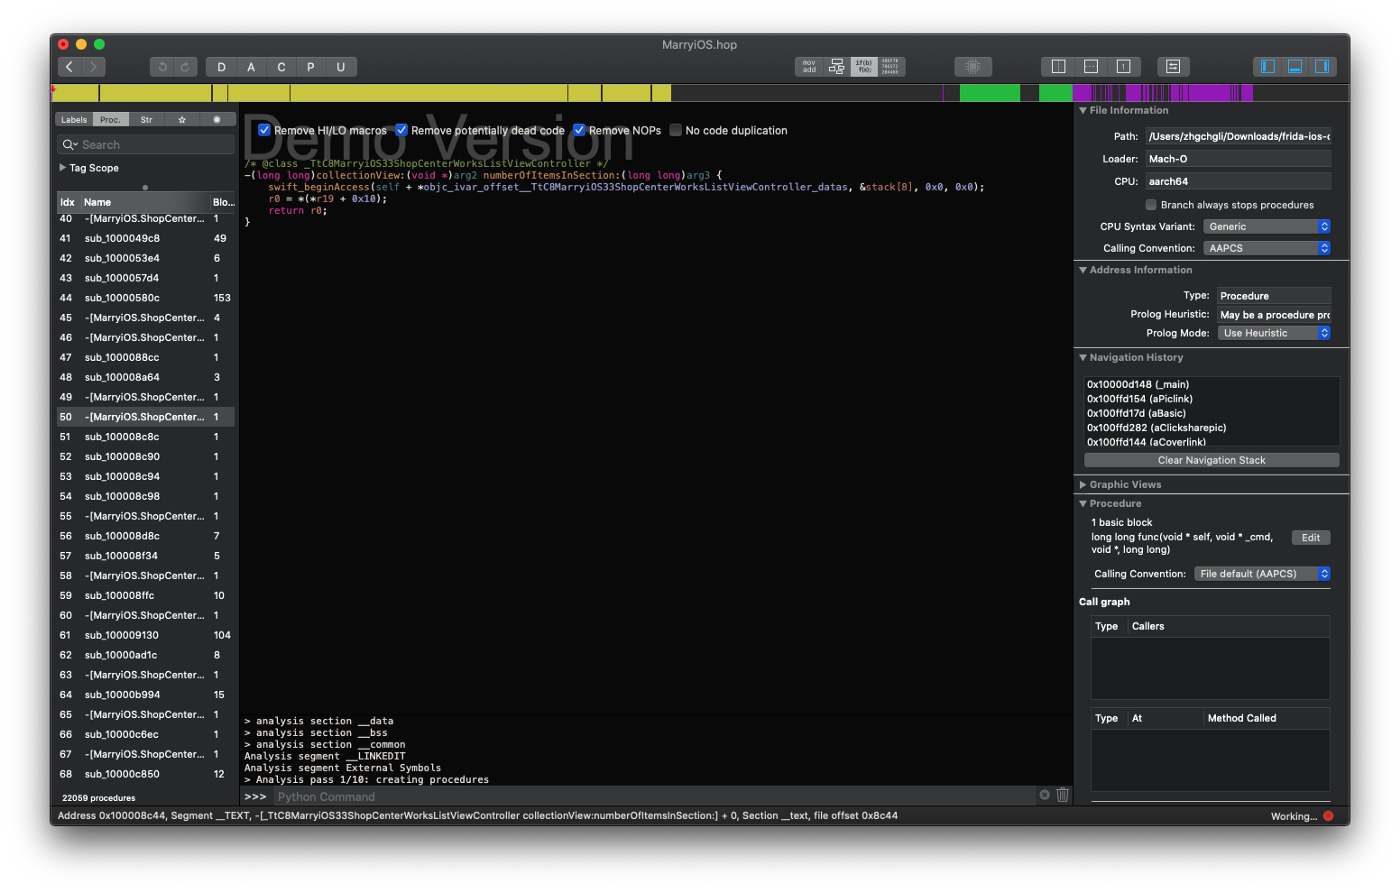 MarryiOS.hop
D A C P U
mov
add
if(b)
f(x);
Labels Proc. Str
Search
Tag Scope
Idx Name Blo...
40 -[MarryiOS.ShopCenter... 1
41 sub_1000049c8 49
42 sub_1000053e4 6
43 sub_1000057d4 1
44 sub_10000580c 153
45 -[MarryiOS.ShopCenter... 4
46 -[MarryiOS.ShopCenter... 1
47 sub_1000088cc 1
48 sub_100008a64 3
49 -[MarryiOS.ShopCenter... 1
50 -[MarryiOS.ShopCenter... 1
51 sub_100008c8c 1
52 sub_100008c90 1
53 sub_100008c94 1
54 sub_100008c98 1
55 -[MarryiOS.ShopCenter... 1
56 sub_100008d8c 7
57 sub_100008f34 5
58 -[MarryiOS.ShopCenter... 1
59 sub_100008ffc 10
60 -[MarryiOS.ShopCenter... 1
61 sub_100009130 104
62 sub_10000ad1c 8
63 -[MarryiOS.ShopCenter... 1
64 sub_10000b994 15
65 -[MarryiOS.ShopCenter... 1
66 sub_10000c6ec 1
67 -[MarryiOS.ShopCenter... 1
68 sub_10000c850 12
22059 procedures
Demo Version
Remove HI/LO macros Remove potentially dead code Remove NOPs No code duplication
/* @class _TtC8MarryiOS33ShopCenterWorksListViewController */
-(long long)collectionView:(void *)arg2 numberOfItemsInSection:(long long)arg3 {
swift_beginAccess(self + *objc_ivar_offset__TtC8MarryiOS33ShopCenterWorksListViewController_datas, &stack[8], 0x0, 0x0);
r0 = *(*r19 + 0x10);
return r0;
}
> analysis section __data
> analysis section __bss
> analysis section __common
Analysis segment __LINKEDIT
Analysis segment External Symbols
> Analysis pass 1/10: creating procedures
>>> Python Command
File Information
Path: /Users/zhgchgli/Downloads/frida-ios-d
Loader: Mach-O
CPU: aarch64
Branch always stops procedures
CPU Syntax Variant: Generic
Calling Convention: AAPCS
Address Information
Type: Procedure
Prolog Heuristic: May be a procedure pro
Prolog Mode: Use Heuristic
Navigation History
0x10000d148 (_main)
0x100ffd154 (aPiclink)
0x100ffd17d (aBasic)
0x100ffd282 (aClicksharepic)
0x100ffd144 (aCoverlink)
Clear Navigation Stack
Graphic Views
Procedure
1 basic block
long long func(void * self, void * _cmd,
void *, long long)
Edit
Calling Convention: File default (AAPCS)
Call graph
Type Callers
Type At Method Called
Address 0x100008c44, Segment __TEXT, -[_TtC8MarryiOS33ShopCenterWorksListViewController collectionView:numberOfItemsInSection:] + 0, Section __text, file offset 0x8c44
Working...